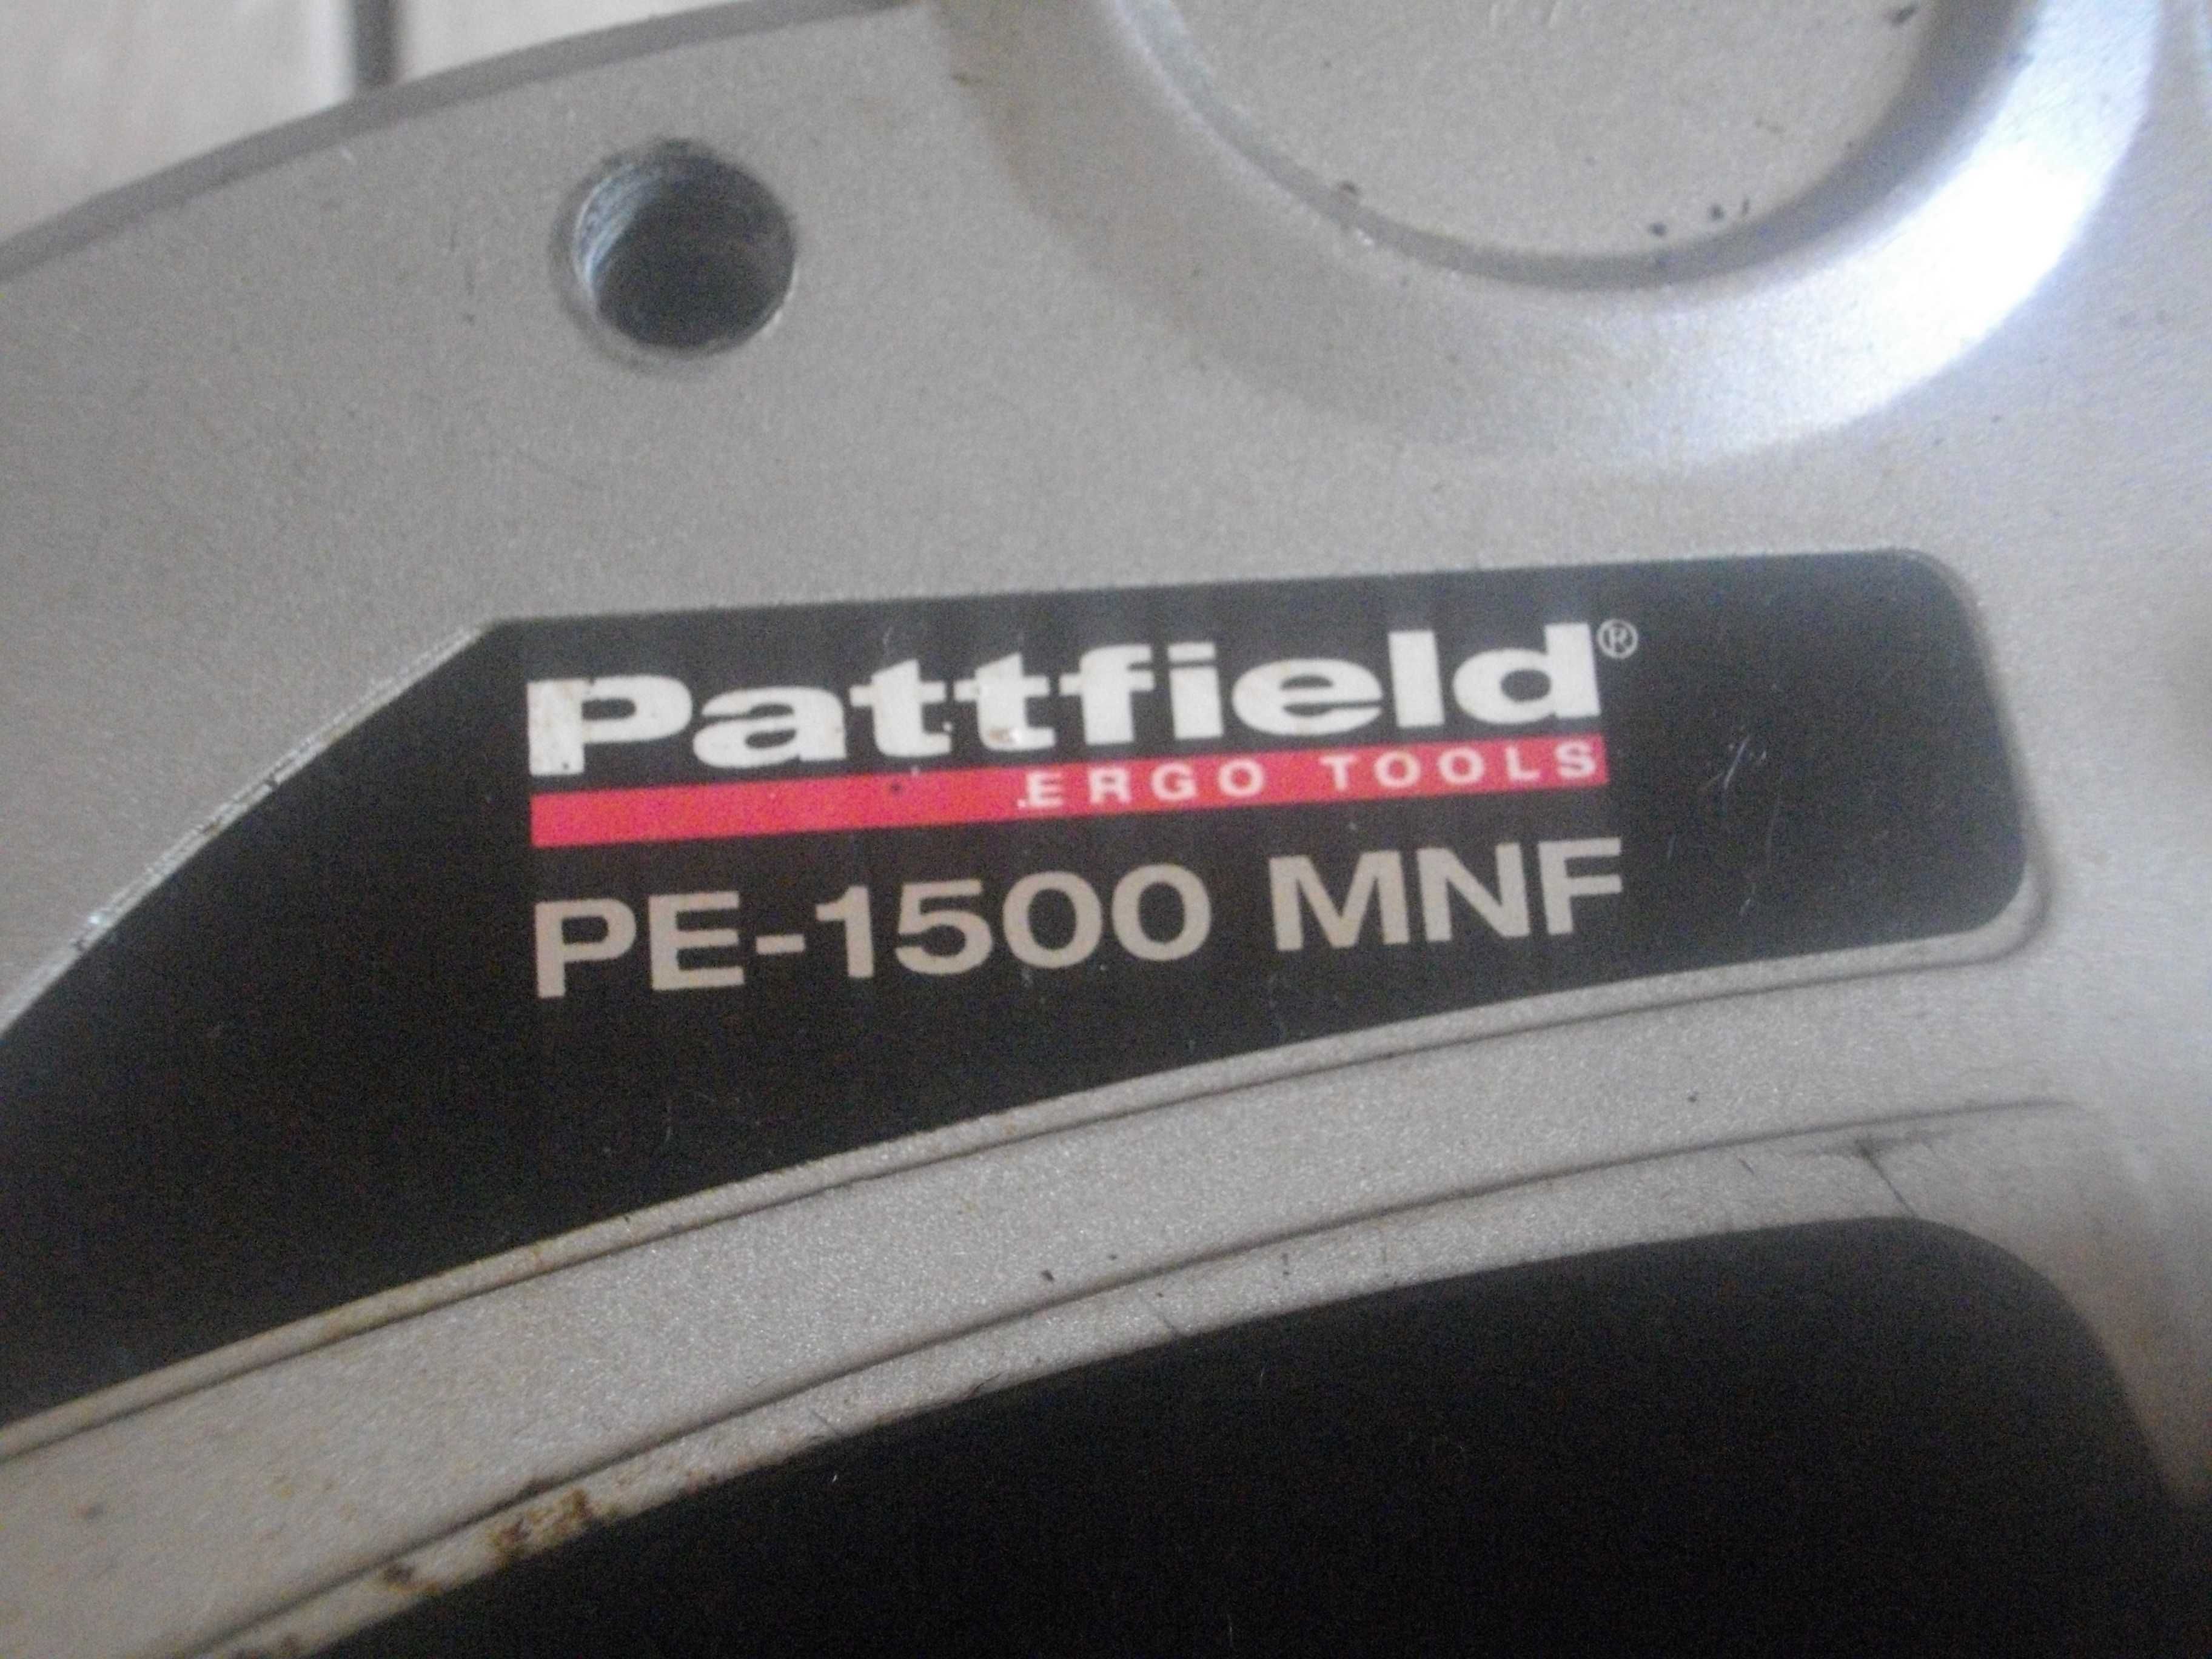 Pattfield®
ERGO TOOLS
PE-1500 MNF